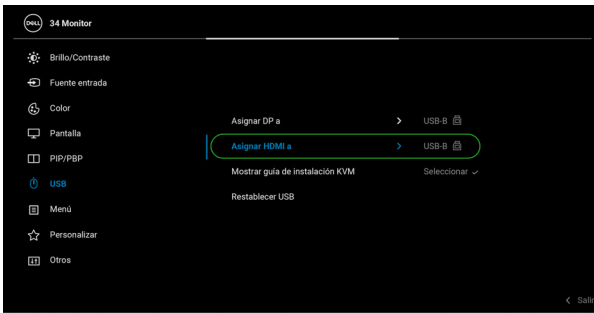 DELL 34 Monitor
Brillo/Contraste
Fuente entrada
Color
Pantalla
PIP/PBP
USB
Menú
Personalizar
Otros
Asignar DP a USB-B
Asignar HDMI a USB-B
Mostrar guía de instalación KVM Seleccionar
Restablecer USB
Salir